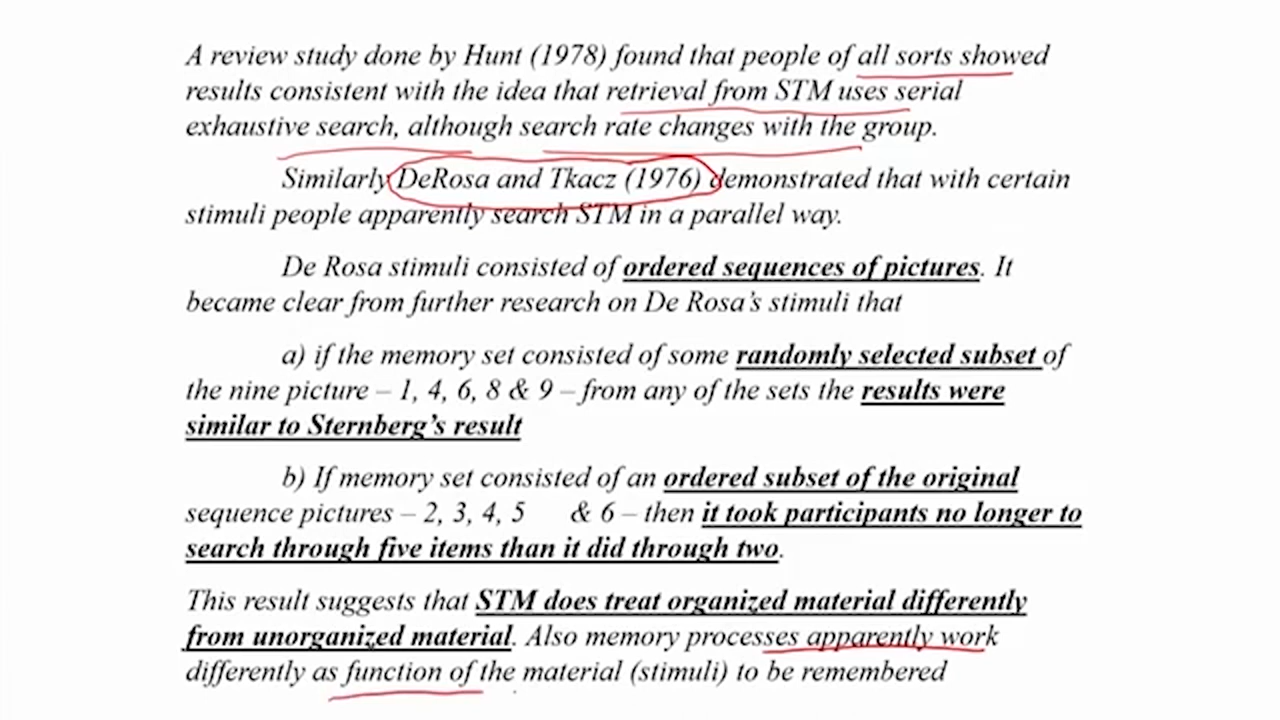 A review study done by Hunt (1978) found that people of all sorts showed
results consistent with the idea that retrieval from STM uses serial
exhaustive search, although search rate changes with the group.
Similarly DeRosa and Tkacz (1976) demonstrated that with certain
stimuli people apparently search STM in a parallel way.
De Rosa stimuli consisted of ordered sequences of pictures. It
became clear from further research on De Rosa's stimuli that
a) if the memory set consisted of some randomly selected subset of
the nine picture – 1, 4, 6, 8 & 9 – from any of the sets the results were
similar to Sternberg's result
b) If memory set consisted of an ordered subset of the original
sequence pictures – 2, 3, 4, 5 & 6 – then it took participants no longer to
search through five items than it did through two.
This result suggests that STM does treat organized material differently
from unorganized material. Also memory processes apparently work
differently as function of the material (stimuli) to be remembered